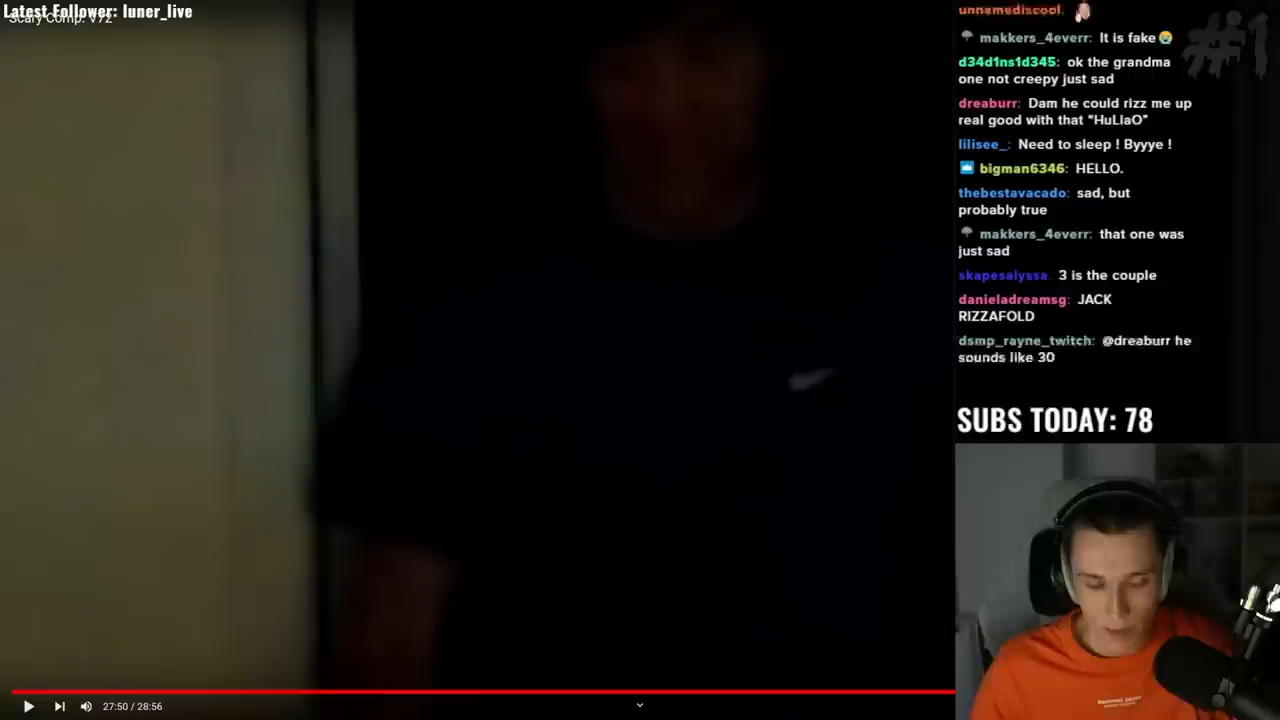 Latest Follower: luner_live
Scary Comp. V72
unnamediscool.
makkers_4everr: It is fake
#1
d34d1ns1d345: ok the grandma
one not creepy just sad
dreaburr: Dam he could rizz me up
real good with that "HuLlaO"
lilisee_: Need to sleep ! Byyye !
bigman6346: HELLO.
thebestavacado: sad, but
probably true
makkers_4everr: that one was
just sad
skapesalyssa: 3 is the couple
danieladreamsg: JACK
RIZZAFOLD
dsmp_rayne_twitch: @dreaburr he
sounds like 30
SUBS TODAY: 78
27:50 / 28:56